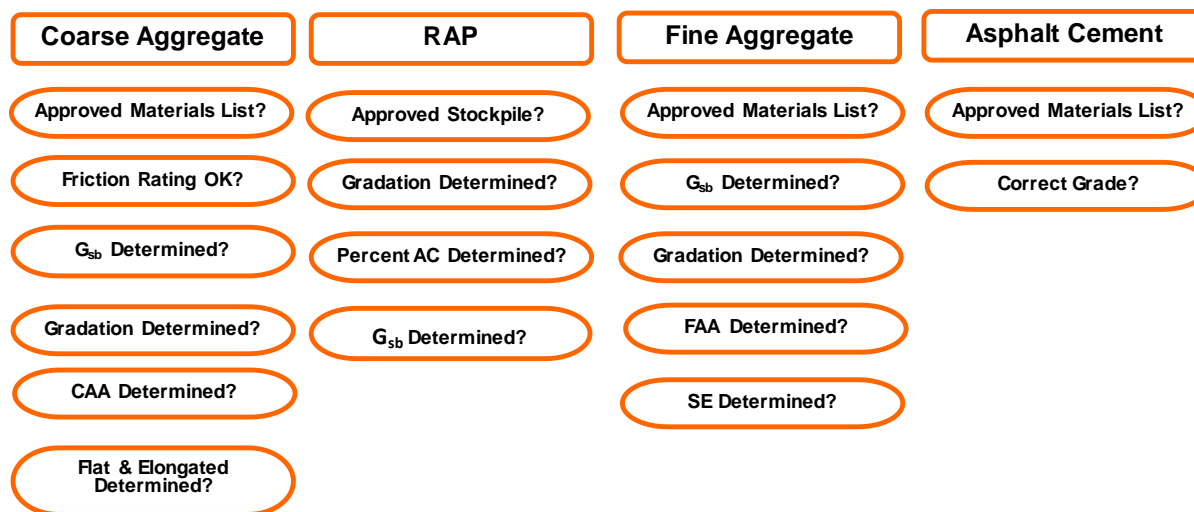 Coarse Aggregate
Approved Materials List?
Friction Rating OK?
Gsb Determined?
Gradation Determined?
CAA Determined?
Flat & Elongated
Determined?
RAP
Approved Stockpile?
Gradation Determined?
Percent AC Determined?
Gsb Determined?
Fine Aggregate
Approved Materials List?
Gsb Determined?
Gradation Determined?
FAA Determined?
SE Determined?
Asphalt Cement
Approved Materials List?
Correct Grade?